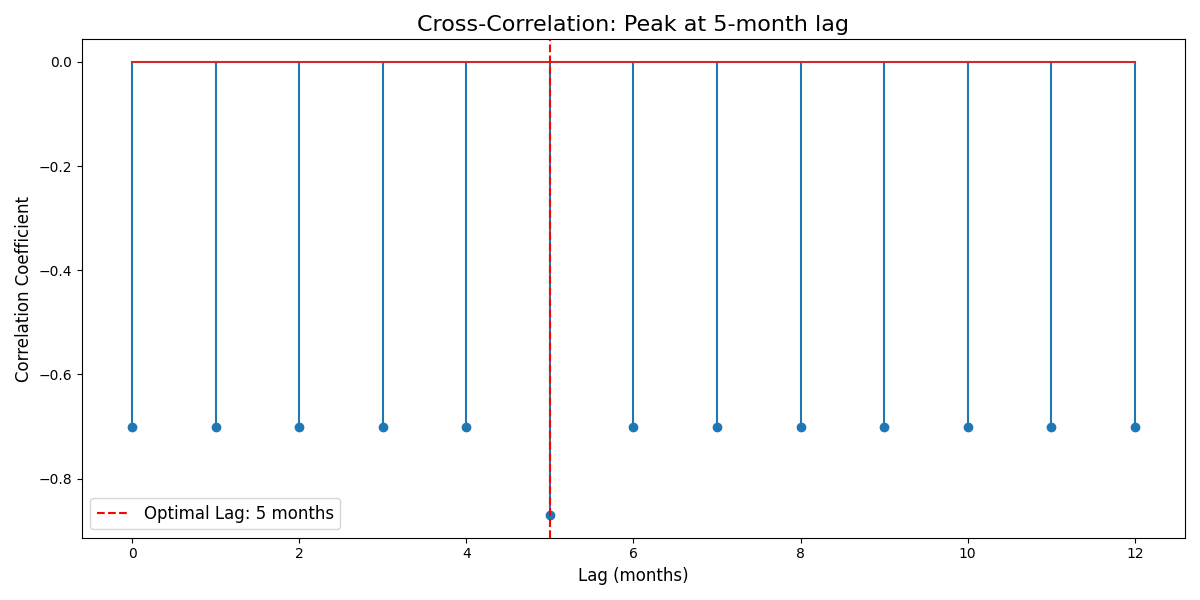 Cross-Correlation: Peak at 5-month lag
Correlation Coefficient
0.0
−0.2
−0.4
−0.6
−0.8
Optimal Lag: 5 months
0 2 4 6 8 10 12
Lag (months)